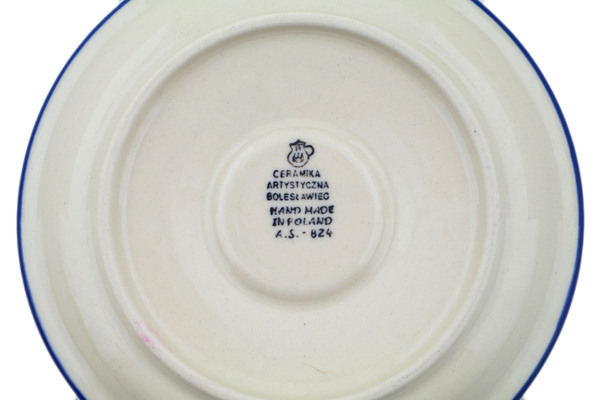 CERAMIKA
ARTYSTYCZNA
BOLESŁAWIEC
HAND MADE
IN POLAND
A.S. - 824